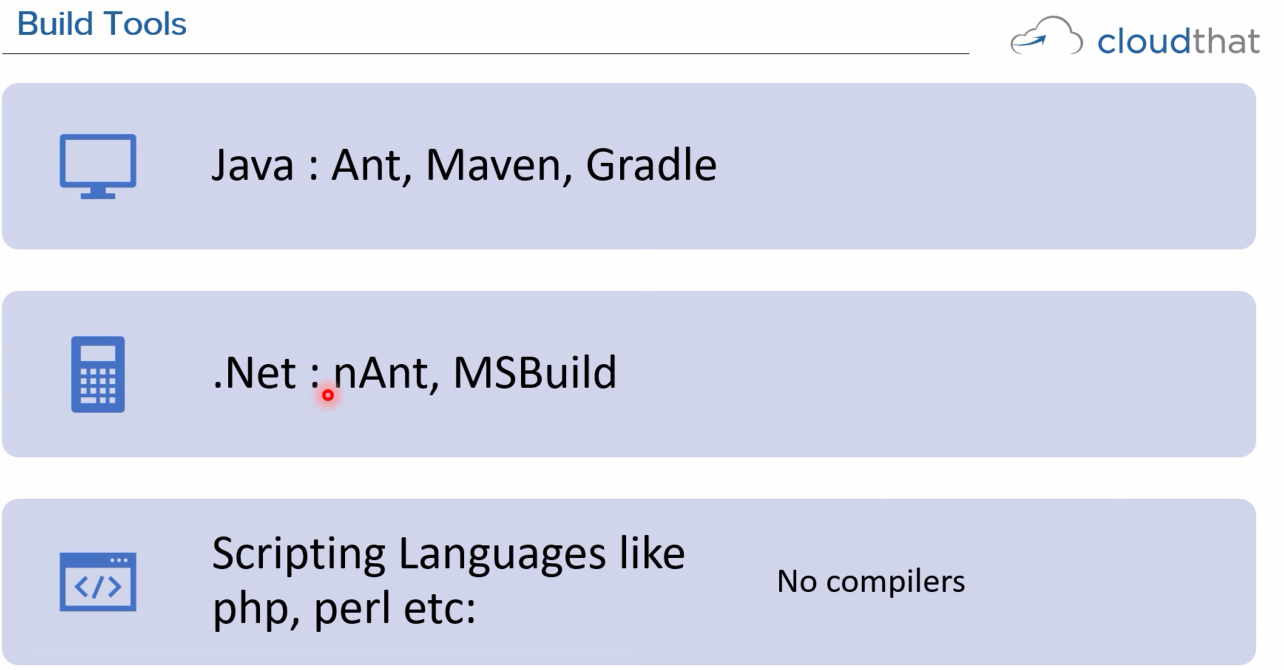 Build Tools
cloudthat
Java : Ant, Maven, Gradle
.Net : nAnt, MSBuild
Scripting Languages like
php, perl etc:
No compilers